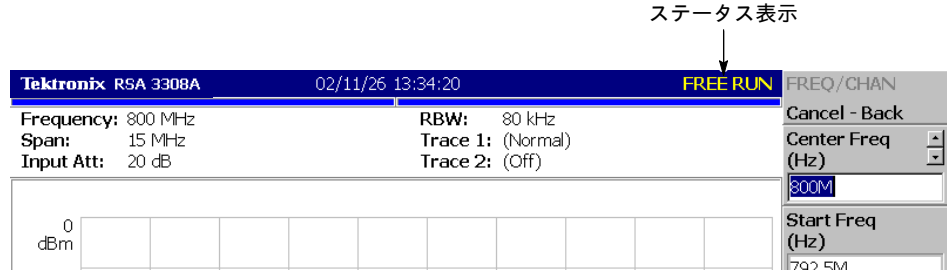 ステータス表示
Tektronix RSA 3308A 02/11/26 13:34:20 FREE RUN
FREQ/CHAN
Cancel - Back
Frequency: 800 MHz RBW: 80 kHz
Span: 15 MHz Trace 1: (Normal)
Input Att: 20 dB Trace 2: (Off)
Center Freq
(Hz)
800M
Start Freq
(Hz)
792.5M
0
dBm